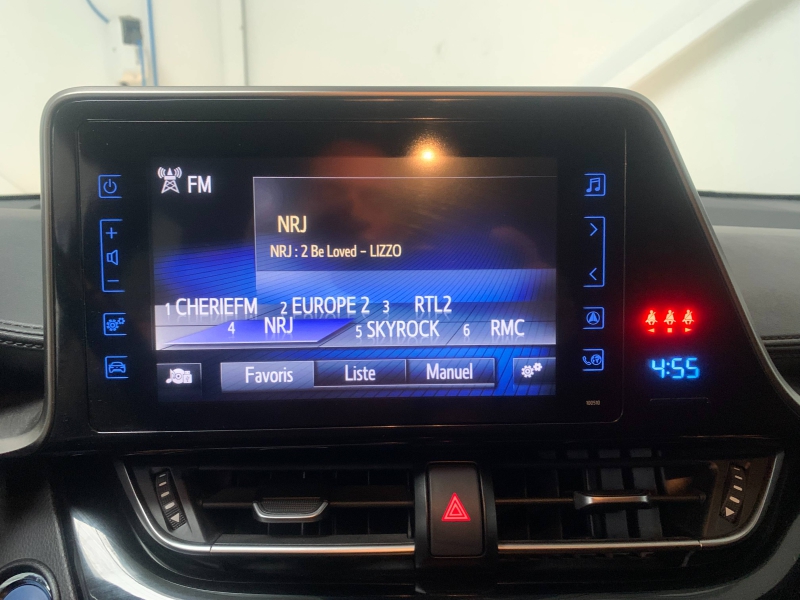 FM
NRJ
NRJ : 2 Be Loved - LIZZO
1 CHERIEFM 2 EUROPE 2 3 RTL2
4 NRJ 5 SKYROCK 6 RMC
Favoris Liste Manuel
4:55